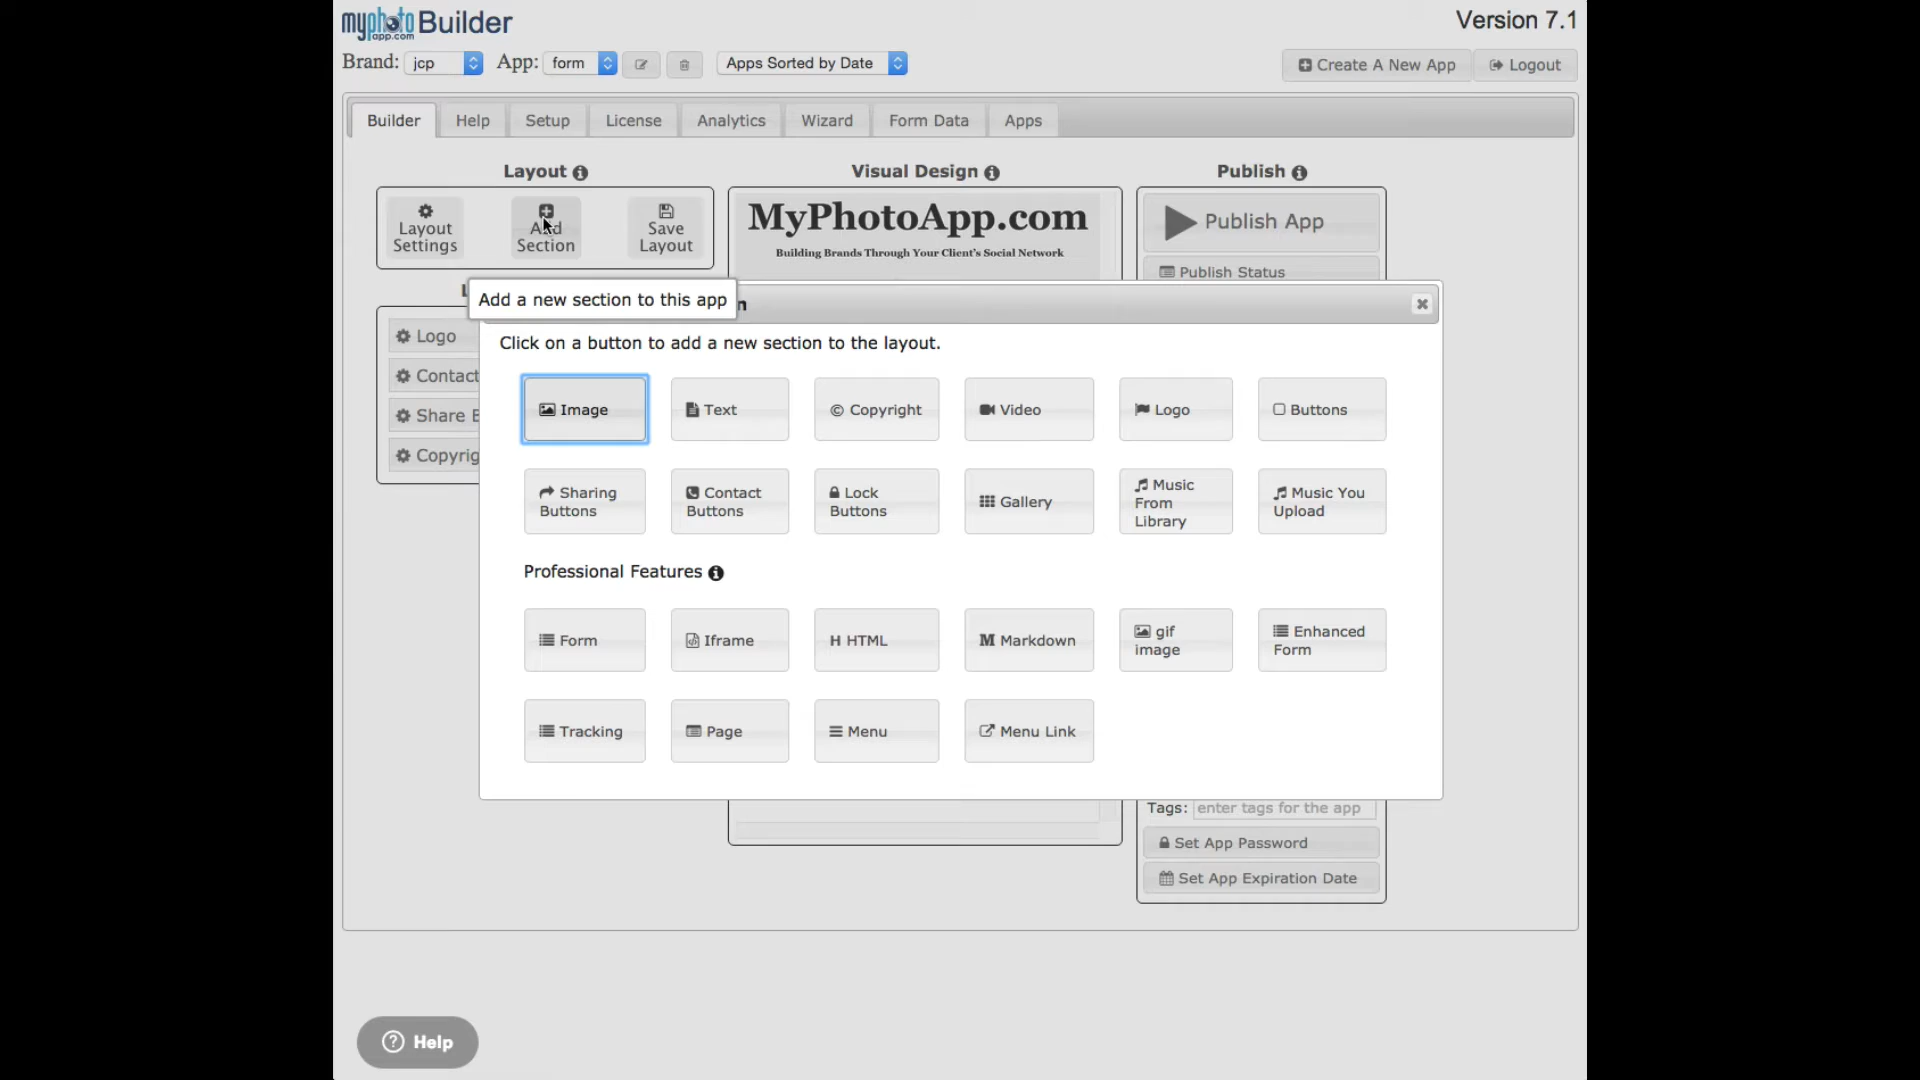 myphoto Builder
app.com
Version 7.1
Brand: jcp App: form Apps Sorted by Date
Create A New App
Logout
Builder Help Setup License Analytics Wizard Form Data Apps
Layout
Visual Design
Publish
Layout Settings
Add Section
Save Layout
MyPhotoApp.com
Building Brands Through Your Client's Social Network
Publish App
Publish Status
Add a new section to this app
Logo
Contact
Share
Click on a button to add a new section to the layout.
Image
Text
© Copyright
Video
Logo
Buttons
Sharing
Buttons
Contact
Buttons
Lock
Buttons
Gallery
Music
From
Library
Music You
Upload
Professional Features
Form
Iframe
H HTML
M Markdown
gif
image
Enhanced
Form
Tracking
Page
Menu
Menu Link
Tags: enter tags for the app
Set App Password
Set App Expiration Date
Help